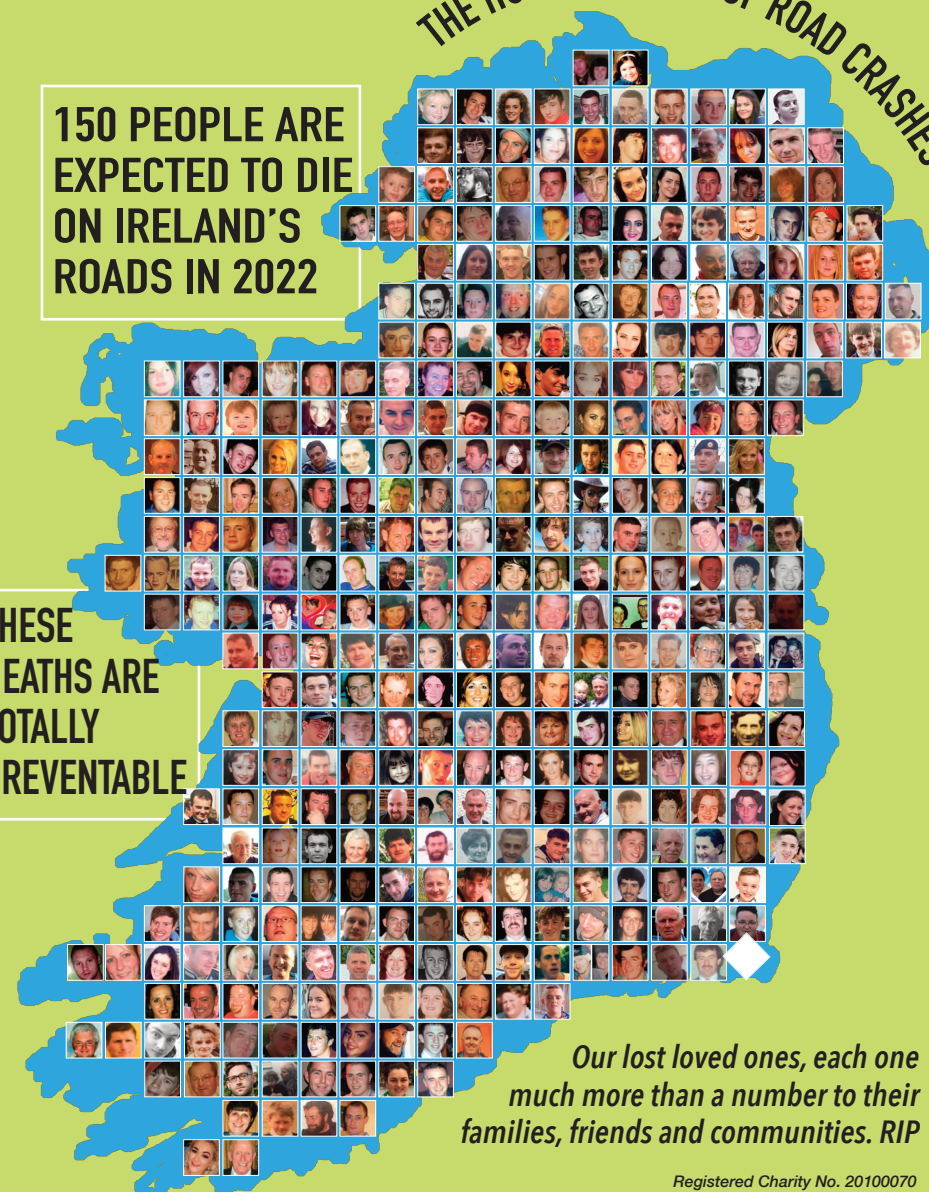 THE OF ROAD CRASHES
150 PEOPLE ARE
EXPECTED TO DIE
ON IRELAND'S
ROADS IN 2022
HESE
EATHS ARE
OTALLY
REVENTABLE
Our lost loved ones, each one
much more than a number to their
families, friends and communities. RIP
Registered Charity No. 20100070